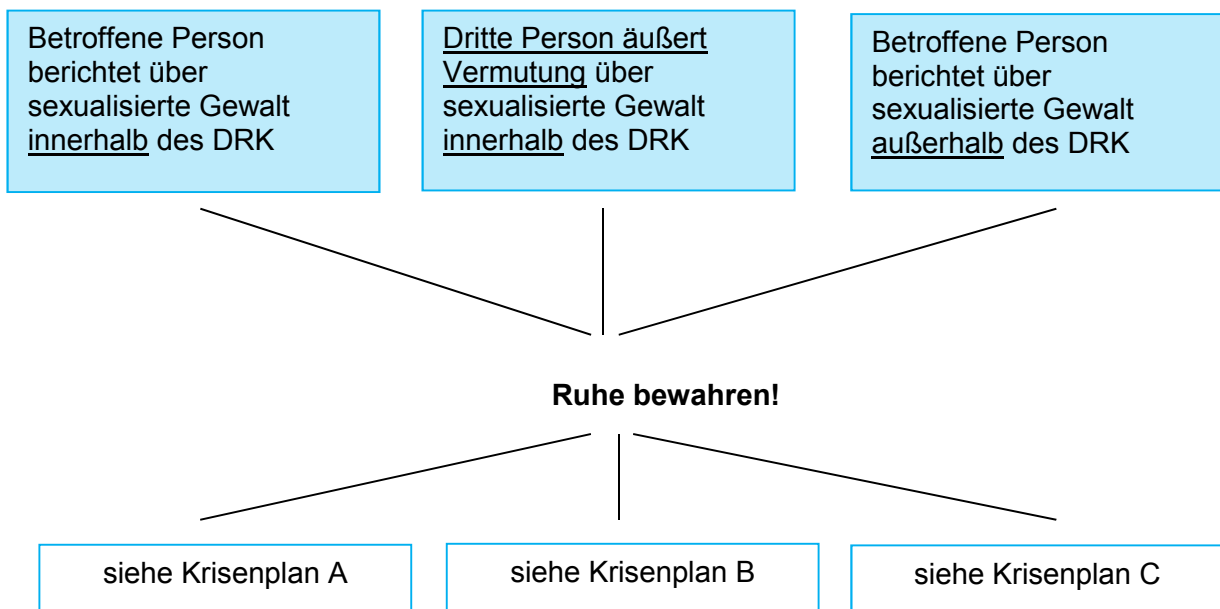 Betroffene Person
berichtet über
sexualisierte Gewalt
innerhalb des DRK
Dritte Person äußert
Vermutung über
sexualisierte Gewalt
innerhalb des DRK
Betroffene Person
berichtet über
sexualisierte Gewalt
außerhalb des DRK
Ruhe bewahren!
siehe Krisenplan A
siehe Krisenplan B
siehe Krisenplan C